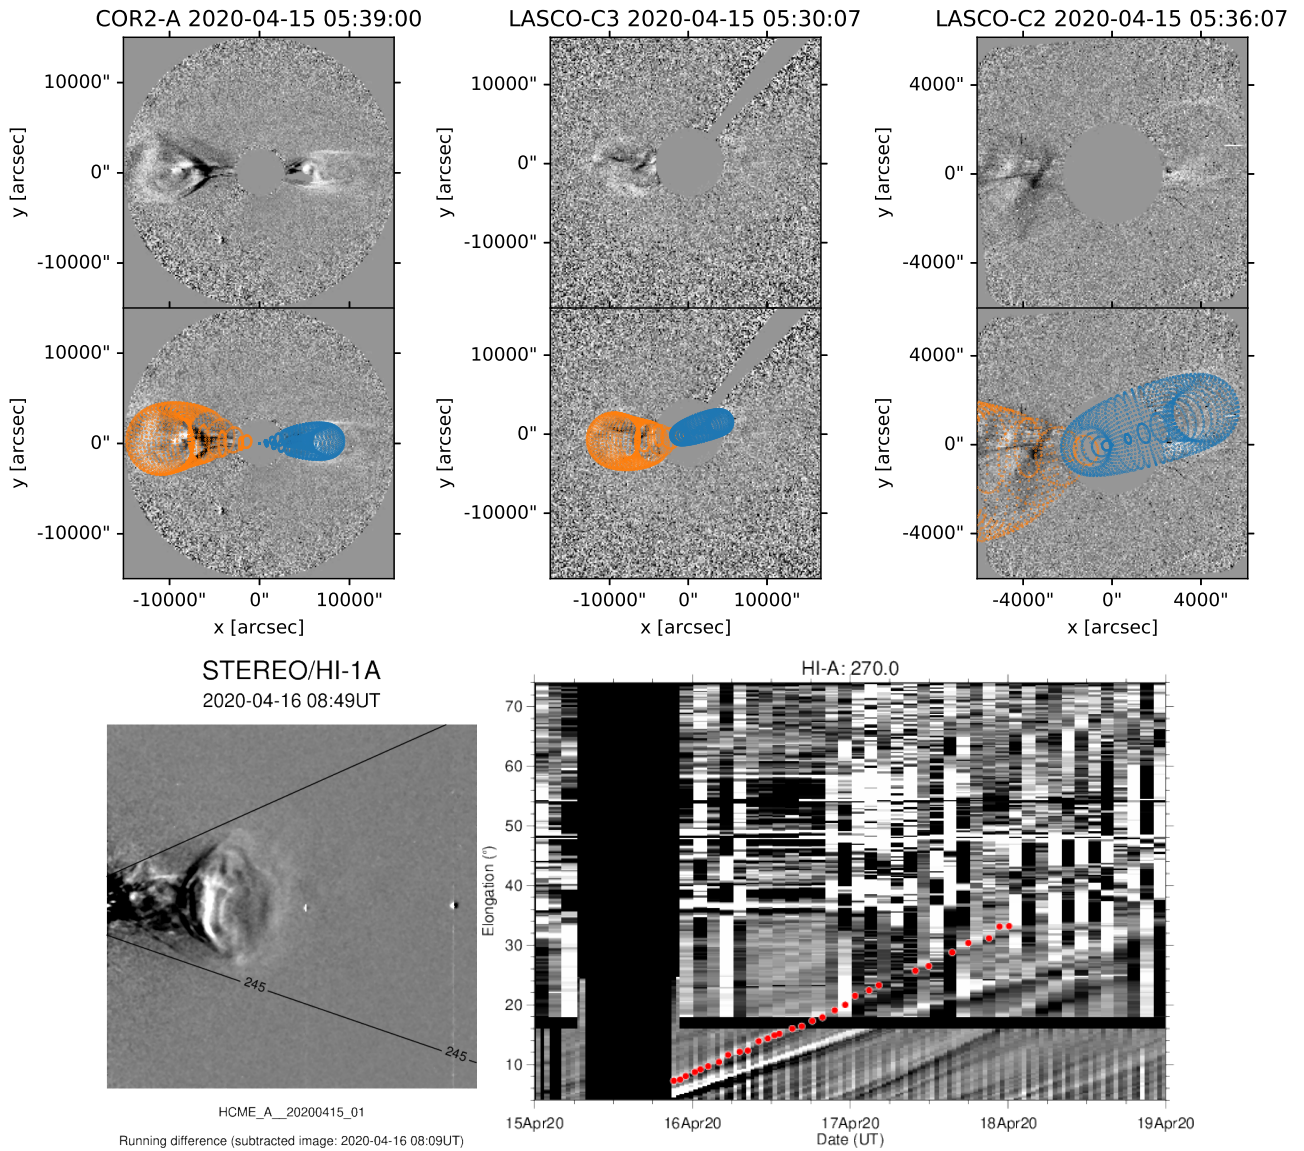 COR2-A 2020-04-15 05:39:00
LASCO-C3 2020-04-15 05:30:07
LASCO-C2 2020-04-15 05:36:07
10000"
0"
-10000"
y [arcsec]
10000"
0"
-10000"
y [arcsec]
4000"
0"
-4000"
y [arcsec]
10000"
0"
-10000"
y [arcsec]
10000"
0"
-10000"
y [arcsec]
4000"
0"
-4000"
y [arcsec]
-10000" 0" 10000"
x [arcsec]
-10000" 0" 10000"
x [arcsec]
-4000" 0" 4000"
x [arcsec]
STEREO/HI-1A
2020-04-16 08:49UT
245
245
HCME_A__20200415_01
Running difference (subtracted image: 2020-04-16 08:09UT)
HI-A: 270.0
70
60
50
40
30
20
10
Elongation (°)
15Apr20 16Apr20 17Apr20 18Apr20 19Apr20
Date (UT)